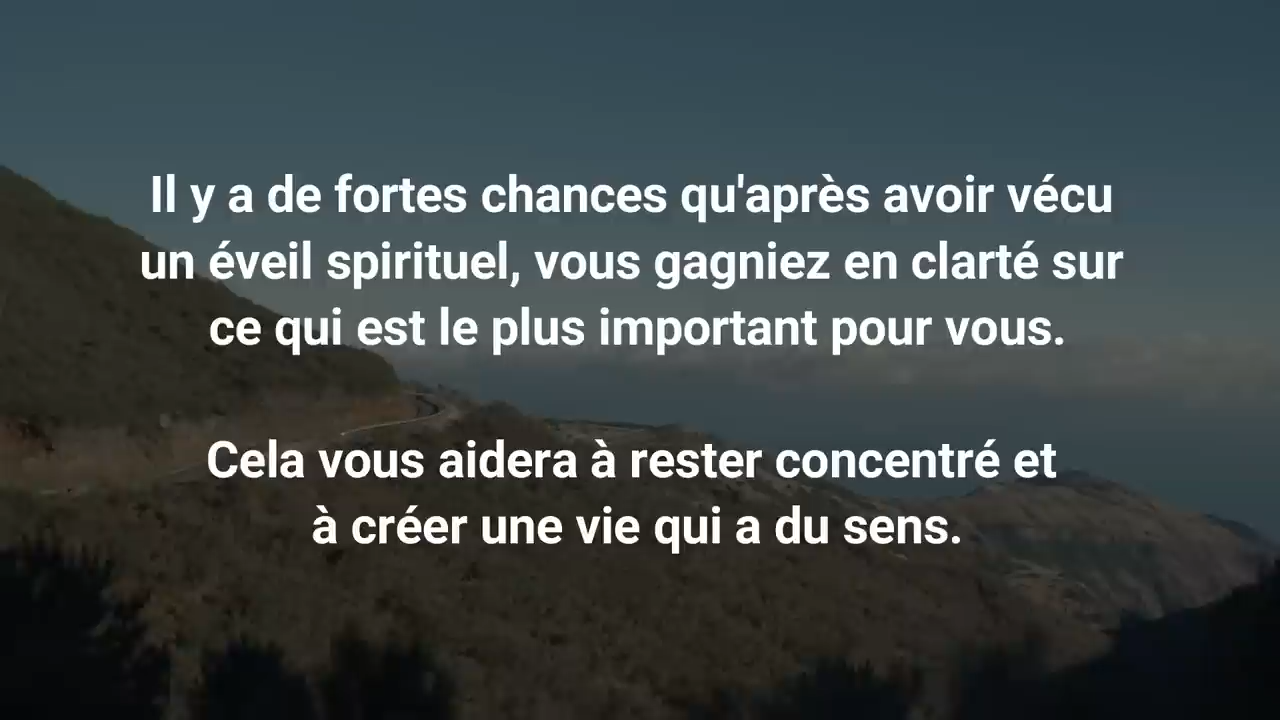 Il y a de fortes chances qu'après avoir vécu
un éveil spirituel, vous gagniez en clarté sur
ce qui est le plus important pour vous.
Cela vous aidera à rester concentré et
à créer une vie qui a du sens.